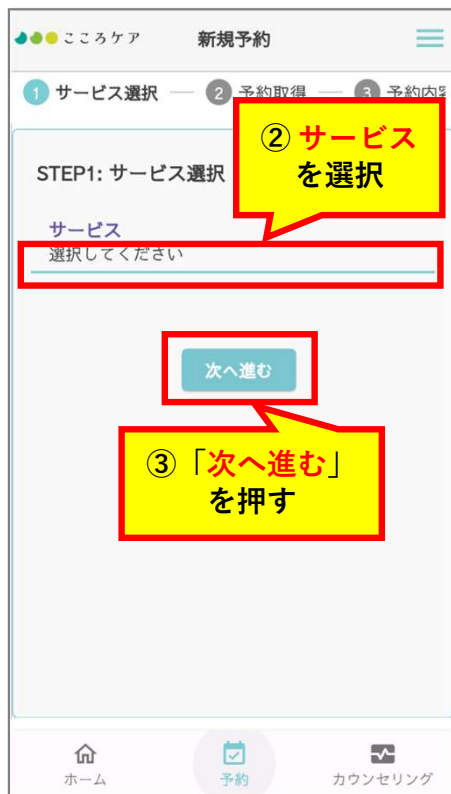 こころケア
新規予約
1 サービス選択 — 2 予約取得 — 3 予約内容
② サービス
を選択
STEP1: サービス選択
サービス
選択してください
次へ進む
③「次へ進む」
を押す
ホーム
予約
カウンセリング